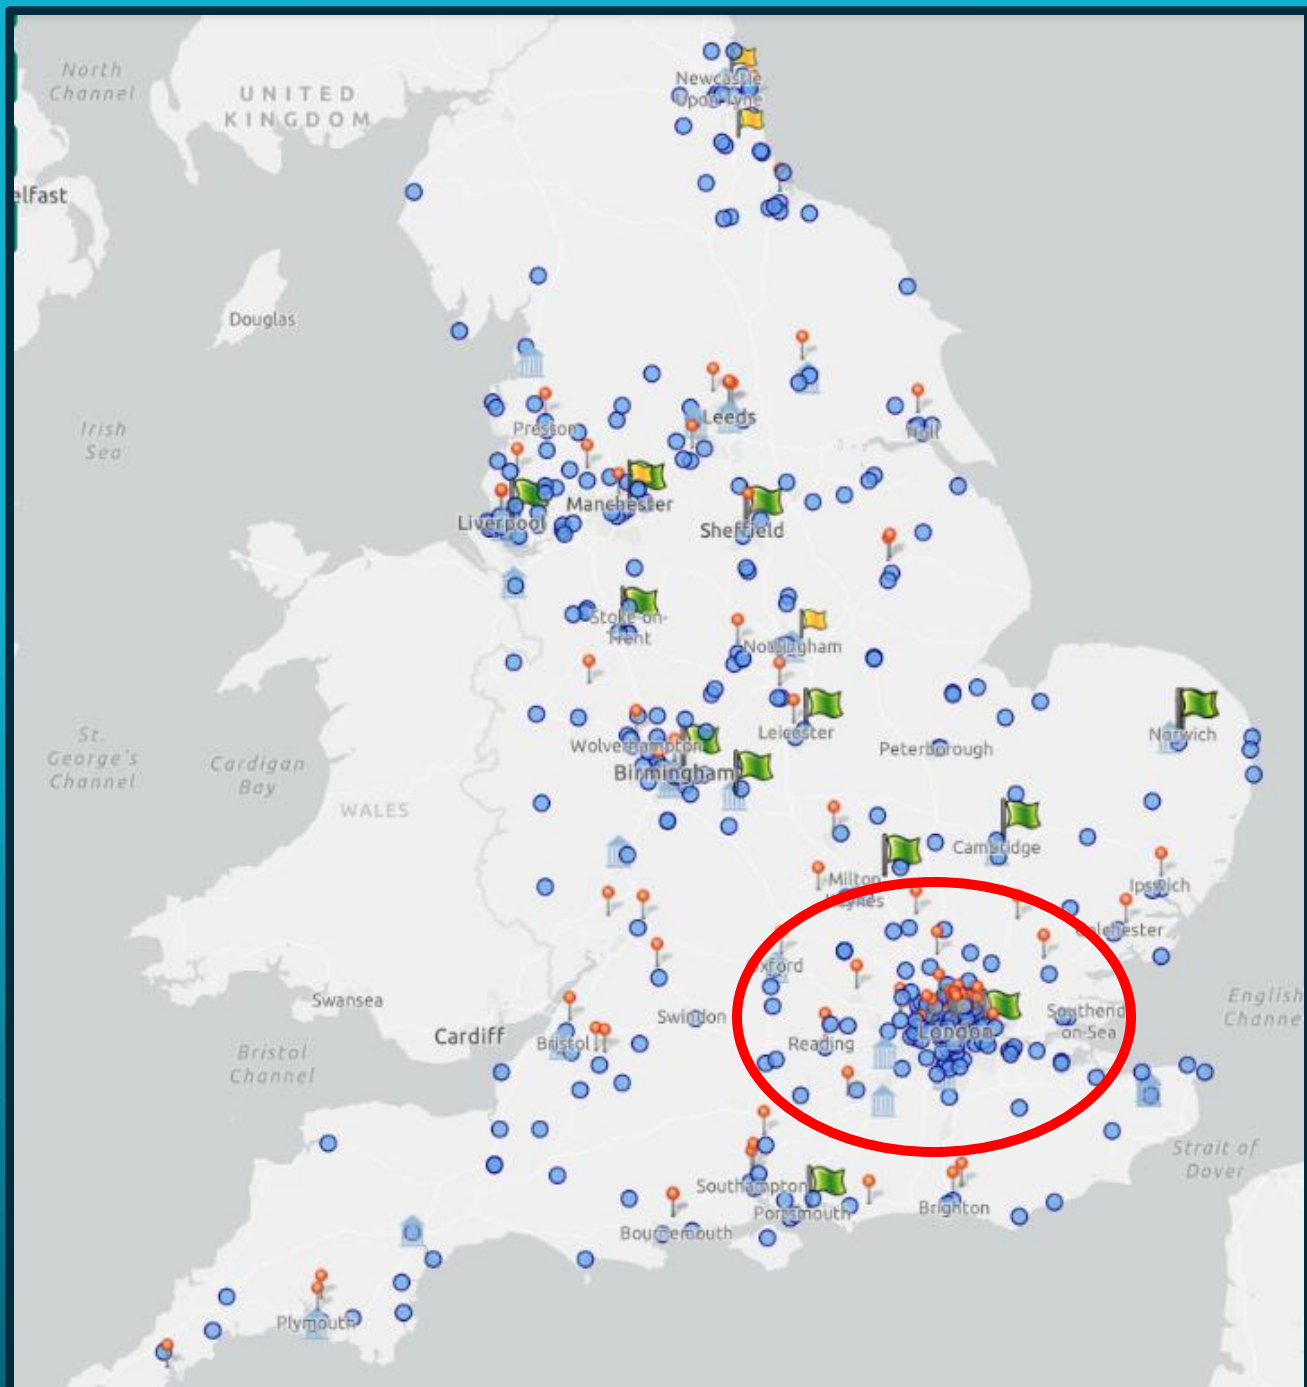 North
Channel
UNITED
KINGDOM
Newcastle
Upon Tyne
elfast
Douglas
Irish
Sea
Preston
Leeds
Hull
Manchester
Liverpool
Sheffield
Stoke-on-
Trent
Nottingham
St.
George's
Channel
Cardigan
Bay
WALES
Wolverhampton
Birmingham
Leicester
Peterborough
Norwich
Cambridge
Milton
Keynes
Ipswich
Colchester
Oxford
Swansea
Cardiff
Bristol
Swindon
Reading
London
Southend
on-Sea
English
Channe
Bristol
Channel
Strait of
Dover
Southampton
Portsmouth
Brighton
Bournemouth
Plymouth